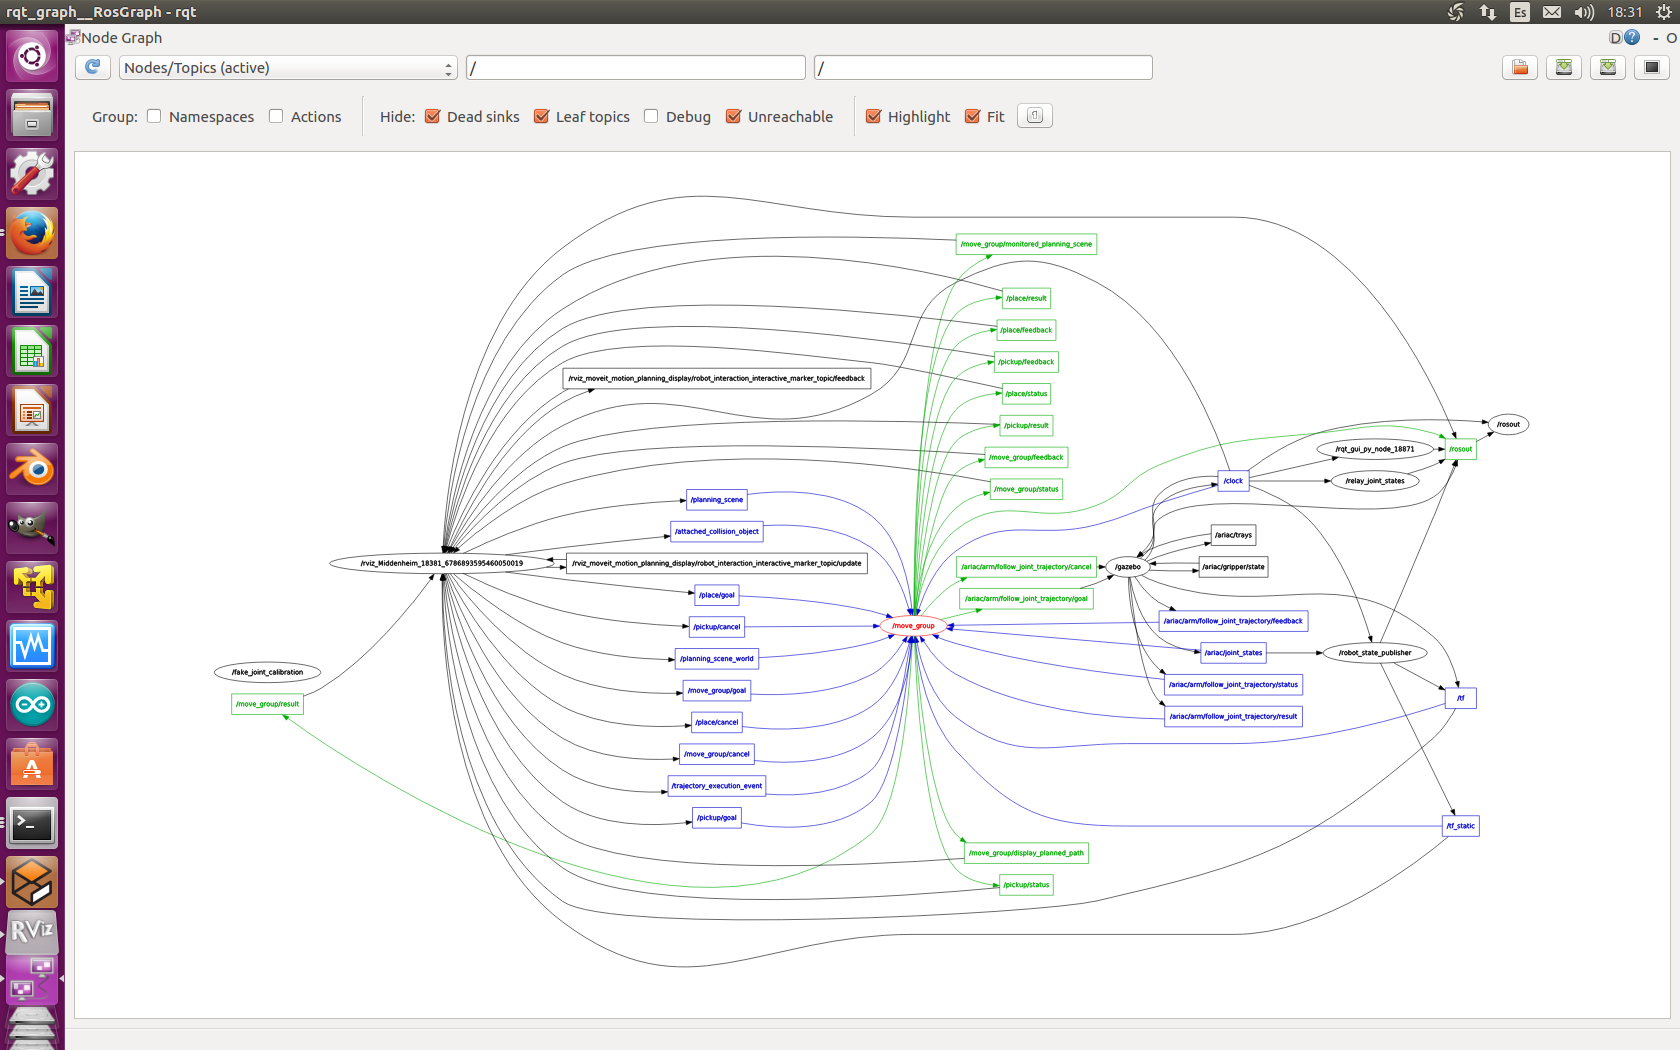 rqt_graph__RosGraph - rqt
Es
18:31
Node Graph
D
- O
Nodes/Topics (active)
/
/
Group:
Namespaces
Actions
Hide:
Dead sinks
Leaf topics
Debug
Unreachable
Highlight
Fit
/move_group/monitored_planning_scene
/place/result
/place/feedback
/pickup/feedback
/rviz_moveit_motion_planning_display/robot_interaction_interactive_marker_topic/feedback
/place/status
/pickup/result
/rosout
/rqt_gui_py_node_18871
/rosout
/move_group/feedback
/clock
/relay_joint_states
/move_group/status
/planning_scene
/attached_collision_object
/ariac/trays
/rviz_Middenheim_18381_6786893595460050019
/rviz_moveit_motion_planning_display/robot_interaction_interactive_marker_topic/update
/ariac/arm/follow_joint_trajectory/cancel
/gazebo
/ariac/gripper/state
/place/goal
/ariac/arm/follow_joint_trajectory/goal
/pickup/cancel
/move_group
/ariac/arm/follow_joint_trajectory/feedback
/planning_scene_world
/ariac/joint_states
/robot_state_publisher
/fake_joint_calibration
/move_group/goal
/ariac/arm/follow_joint_trajectory/status
/tf
/move_group/result
/place/cancel
/ariac/arm/follow_joint_trajectory/result
/move_group/cancel
/trajectory_execution_event
/pickup/goal
/tf_static
/move_group/display_planned_path
/pickup/status
RViz